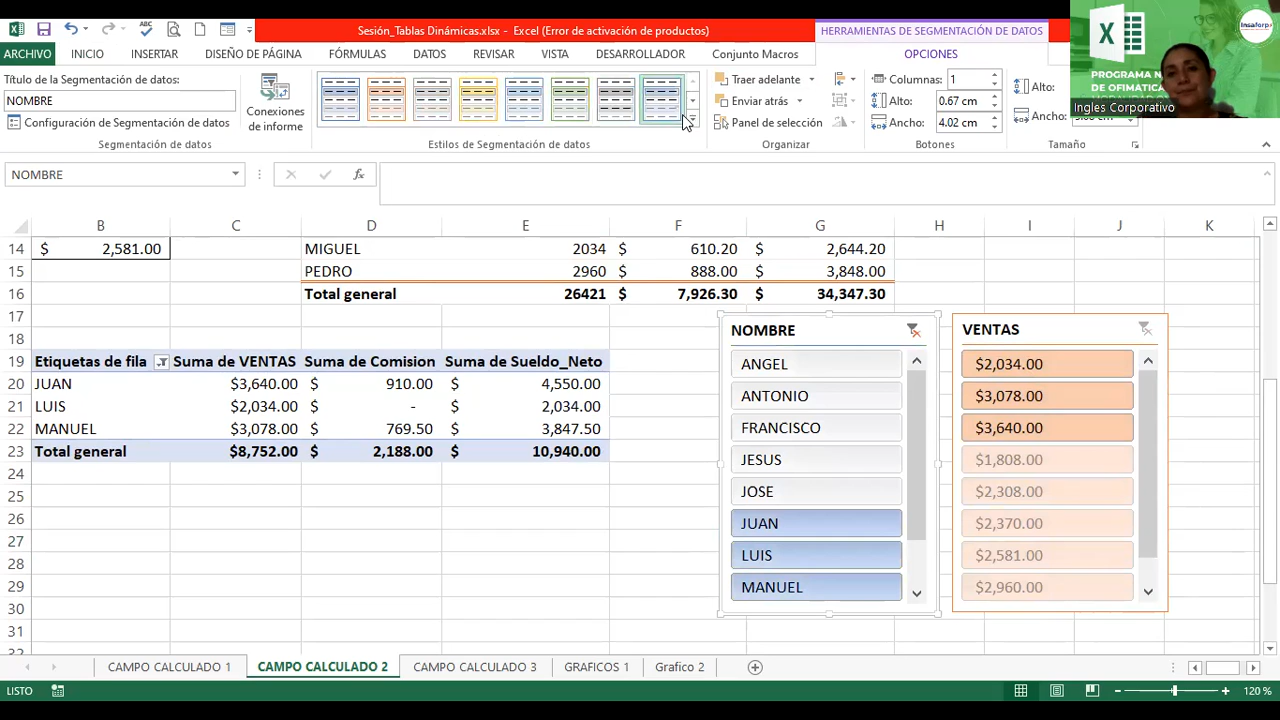 Sesión_Tablas Dinámicas.xlsx - Excel (Error de activación de productos)
HERRAMIENTAS DE SEGMENTACIÓN DE DATOS
ARCHIVO INICIO INSERTAR DISEÑO DE PÁGINA FÓRMULAS DATOS REVISAR VISTA DESARROLLADOR Conjunto Macros OPCIONES
Insaforp
PROGRAMA N
DE OFIMÁTICA
Ingles Corporativo
Título de la Segmentación de datos:
NOMBRE
Configuración de Segmentación de datos
Segmentación de datos
Conexiones
de informe
Estilos de Segmentación de datos
Traer adelante
Enviar atrás
Panel de selección
Organizar
Columnas: 1
Alto: 0.67 cm
Ancho: 4.02 cm
Botones
Alto:
Ancho:
Tamaño
NOMBRE
fx
B C D E F G H I J K
14 $ 2,581.00 MIGUEL 2034 $ 610.20 $ 2,644.20
15 PEDRO 2960 $ 888.00 $ 3,848.00
16 Total general 26421 $ 7,926.30 $ 34,347.30
17
18
19 Etiquetas de fila Suma de VENTAS Suma de Comision Suma de Sueldo_Neto
20 JUAN $3,640.00 $ 910.00 $ 4,550.00
21 LUIS $2,034.00 $ - $ 2,034.00
22 MANUEL $3,078.00 $ 769.50 $ 3,847.50
23 Total general $8,752.00 $ 2,188.00 $ 10,940.00
24
25
26
27
28
29
30
31
32
NOMBRE
ANGEL
ANTONIO
FRANCISCO
JESUS
JOSE
JUAN
LUIS
MANUEL
VENTAS
$2,034.00
$3,078.00
$3,640.00
$1,808.00
$2,308.00
$2,370.00
$2,581.00
$2,960.00
CAMPO CALCULADO 1 CAMPO CALCULADO 2 CAMPO CALCULADO 3 GRAFICOS 1 Grafico 2
LISTO
120 %